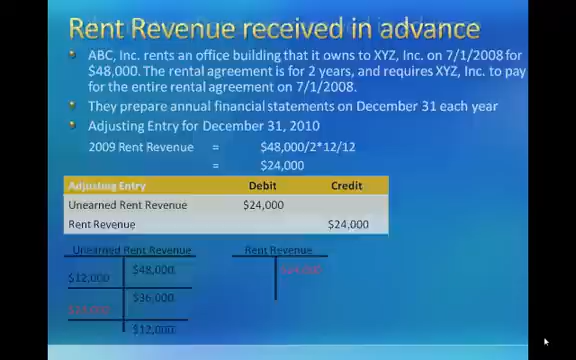 Rent Revenue received in advance
ABC, Inc. rents an office building that it owns to XYZ, Inc. on 7/1/2008 for
$48,000. The rental agreement is for 2 years, and requires XYZ, Inc. to pay
for the entire rental agreement on 7/1/2008.
They prepare annual financial statements on December 31 each year
Adjusting Entry for December 31, 2010
2009 Rent Revenue = $48,000/2*12/12
= $24,000
Adjusting Entry Debit Credit
Unearned Rent Revenue $24,000
Rent Revenue $24,000
Unearned Rent Revenue Rent Revenue
$48,000 $24,000
$12,000
$36,000
$24,000
$12,000